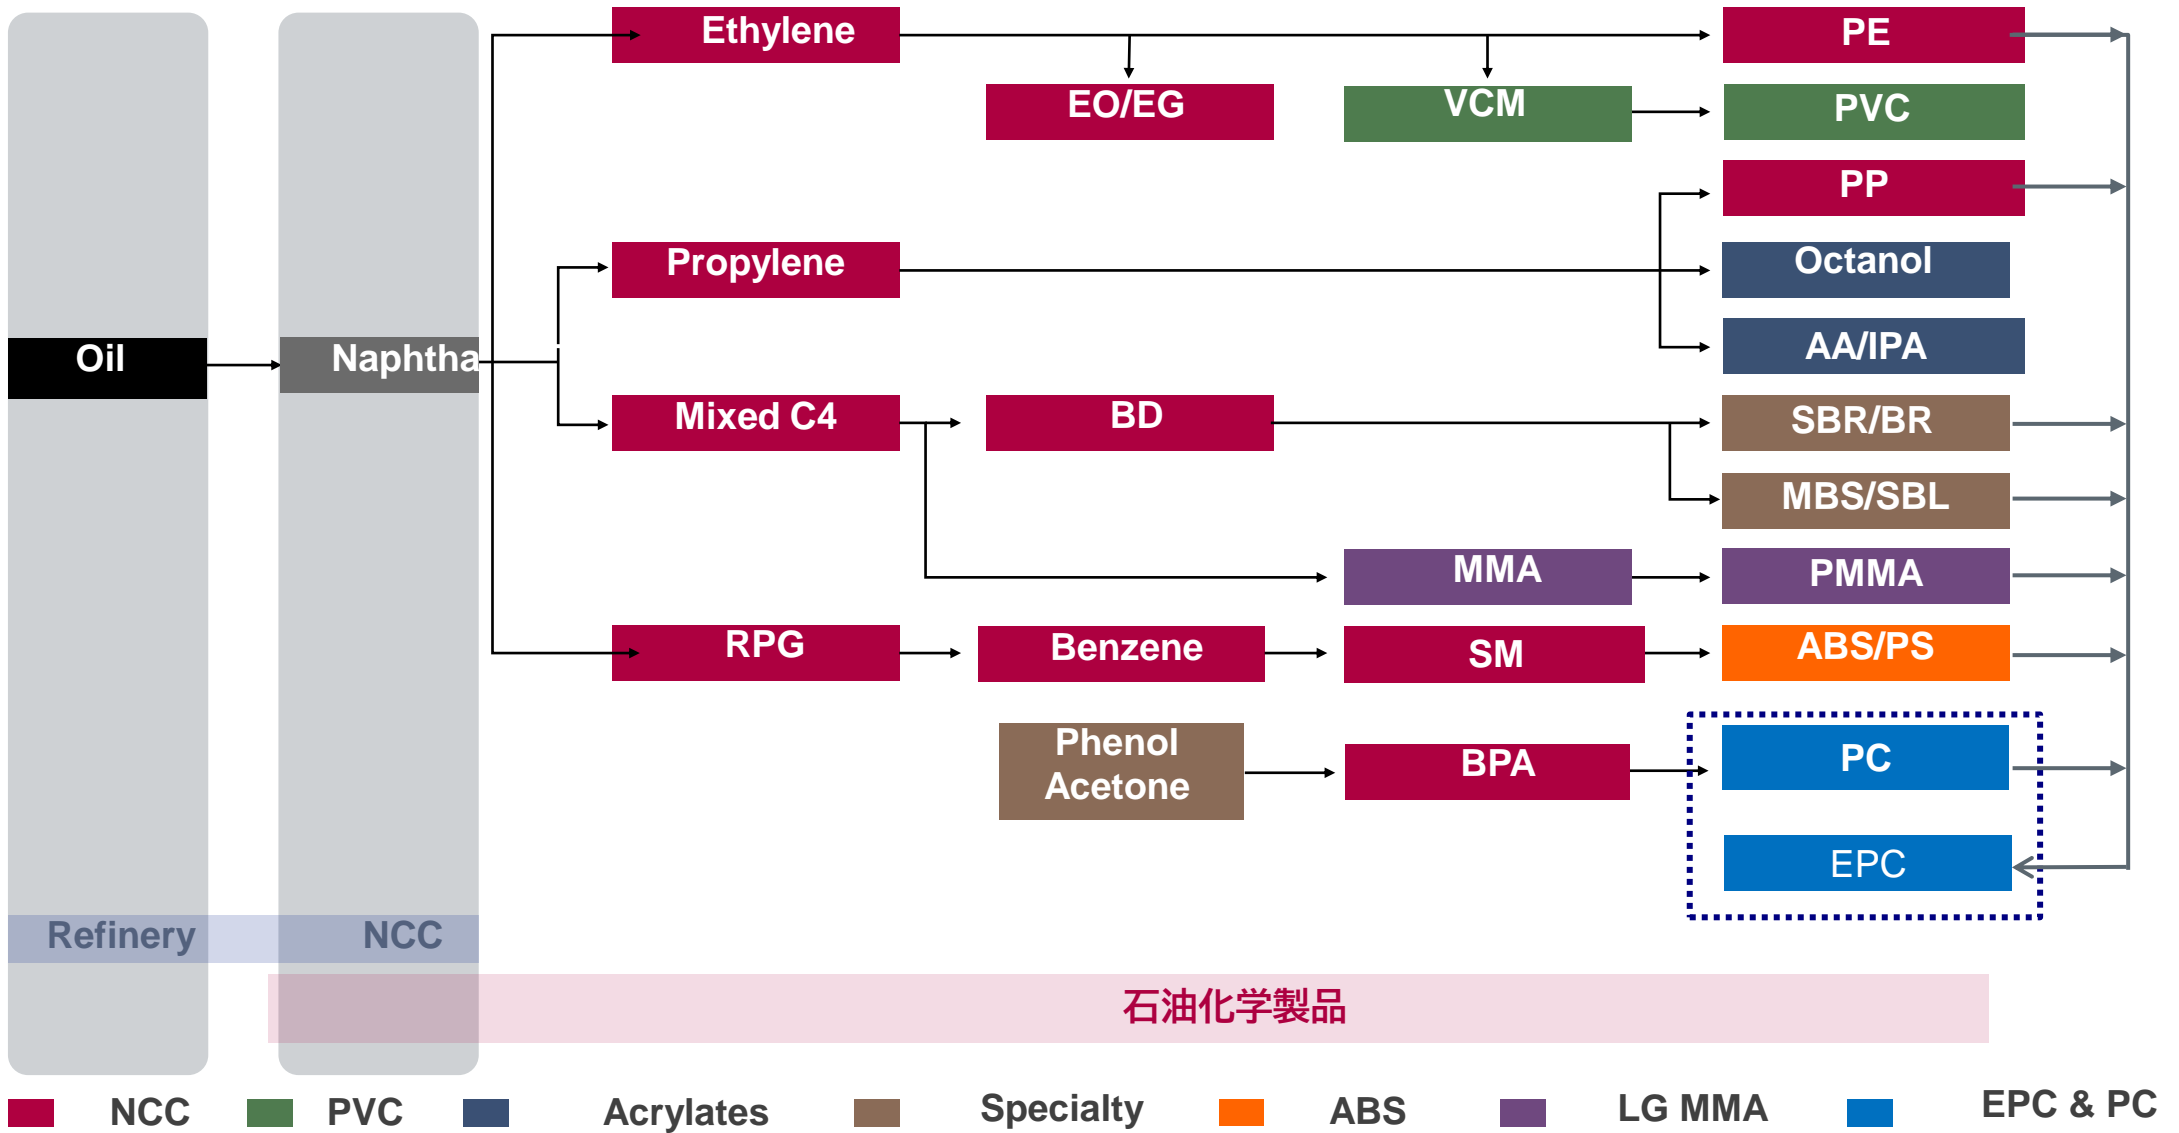 Ethylene
PE
EO/EG
VCM
PVC
PP
Propylene
Octanol
Oil
Naphtha
AA/IPA
Mixed C4
BD
SBR/BR
MBS/SBL
MMA
PMMA
RPG
Benzene
SM
ABS/PS
Phenol
Acetone
BPA
PC
EPC
Refinery
NCC
石油化学製品
NCC
PVC
Acrylates
Specialty
ABS
LG MMA
EPC & PC